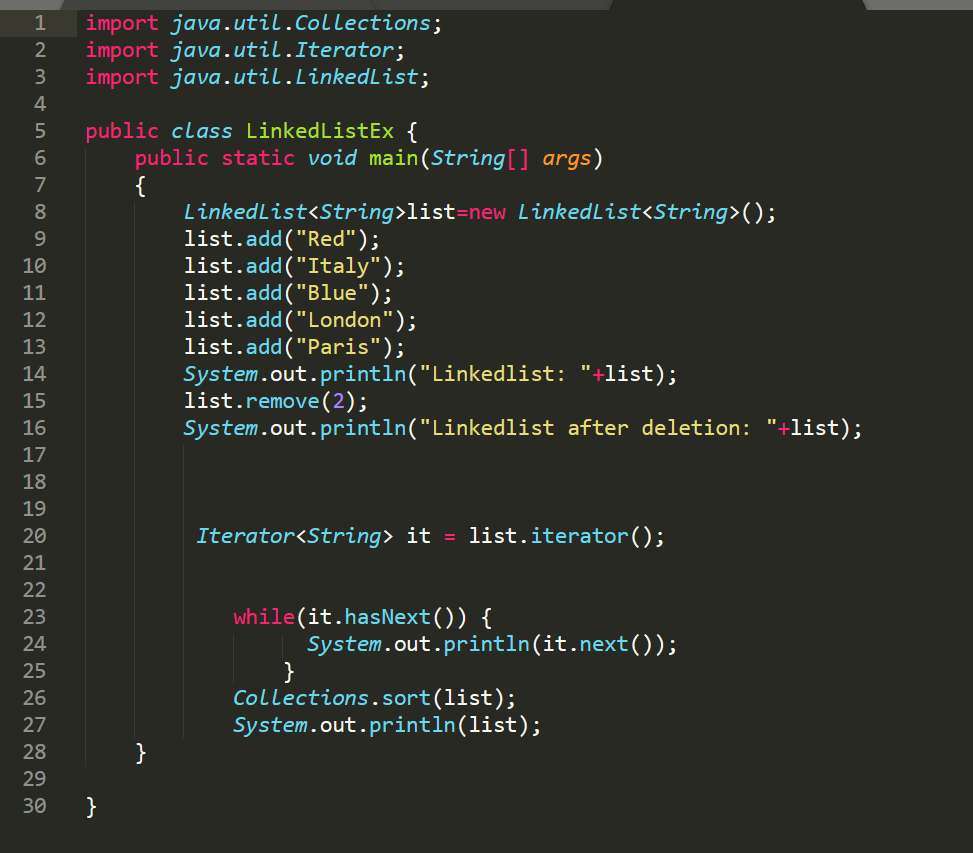 1 import java.util.Collections;
2 import java.util.Iterator;
3 import java.util.LinkedList;
4
5 public class LinkedListEx {
6     public static void main(String[] args)
7     {
8         LinkedList<String>list=new LinkedList<String>();
9         list.add("Red");
10         list.add("Italy");
11         list.add("Blue");
12         list.add("London");
13         list.add("Paris");
14         System.out.println("Linkedlist: "+list);
15         list.remove(2);
16         System.out.println("Linkedlist after deletion: "+list);
17
18
19
20          Iterator<String> it = list.iterator();
21
22
23             while(it.hasNext()) {
24                   System.out.println(it.next());
25                 }
26             Collections.sort(list);
27             System.out.println(list);
28     }
29
30 }